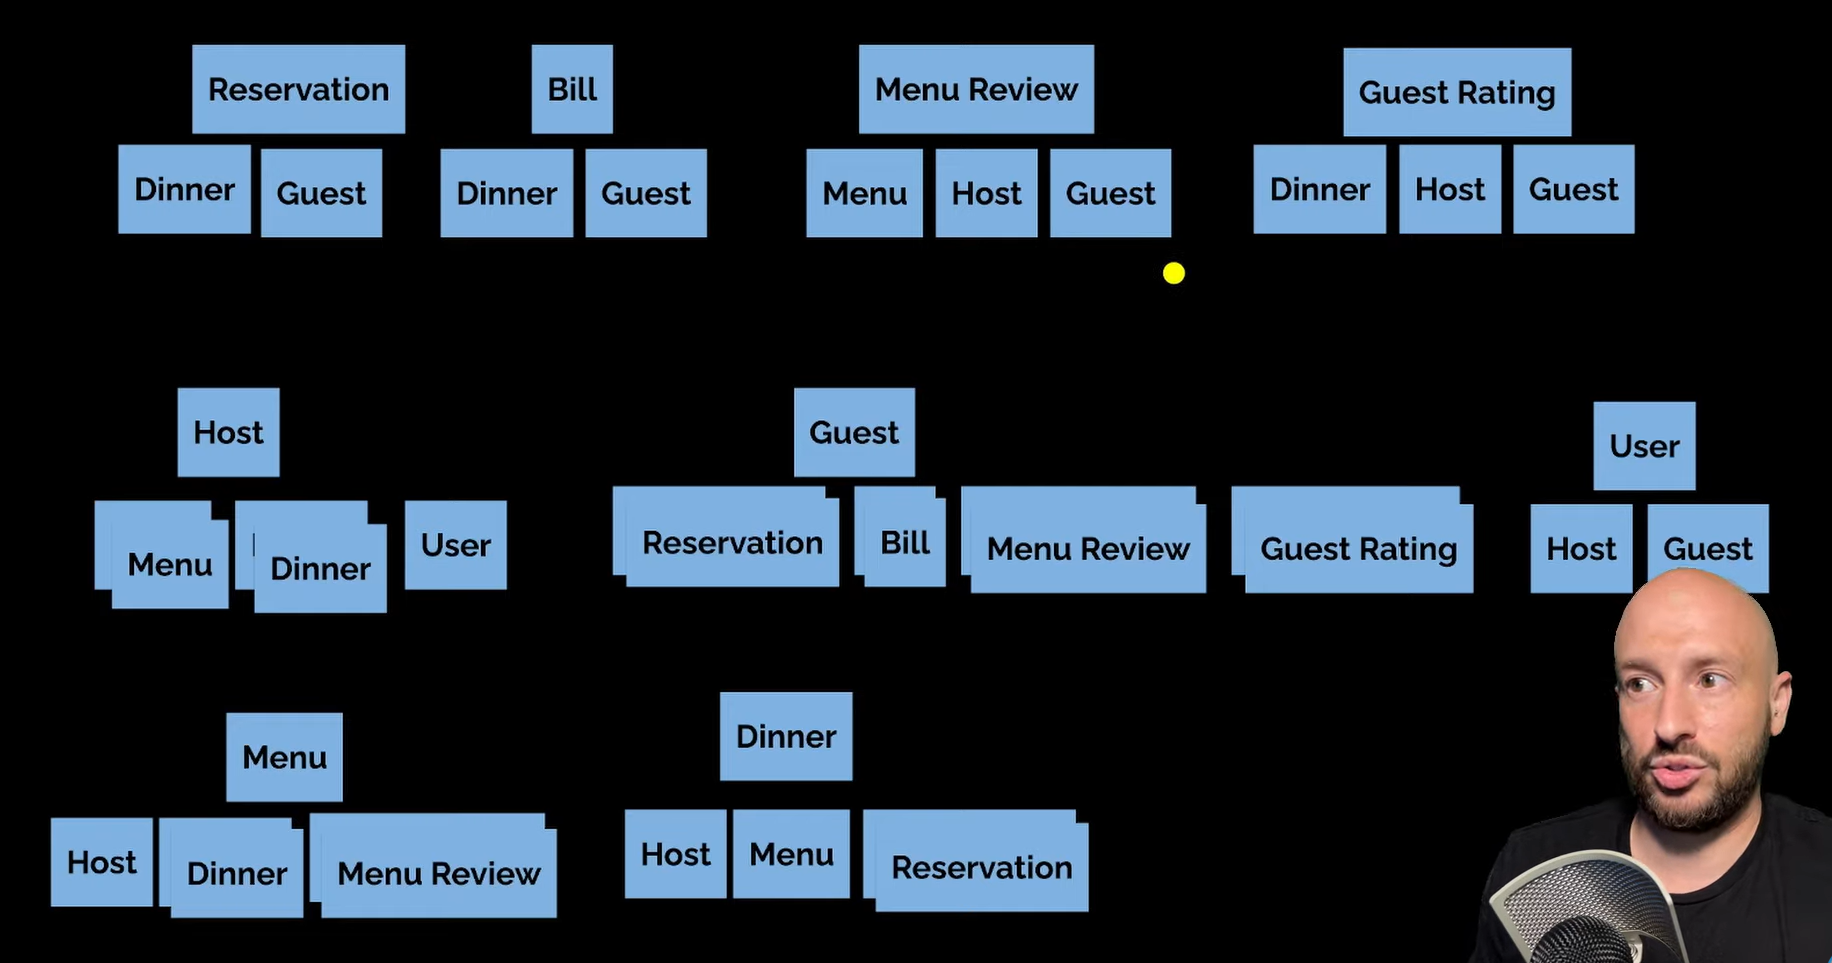 Reservation
Bill
Menu Review
Guest Rating
Dinner
Guest
Dinner
Guest
Menu
Host
Guest
Dinner
Host
Guest
Host
Guest
User
Menu
Dinner
User
Reservation
Bill
Menu Review
Guest Rating
Host
Guest
Menu
Dinner
Host
Dinner
Menu Review
Host
Menu
Reservation